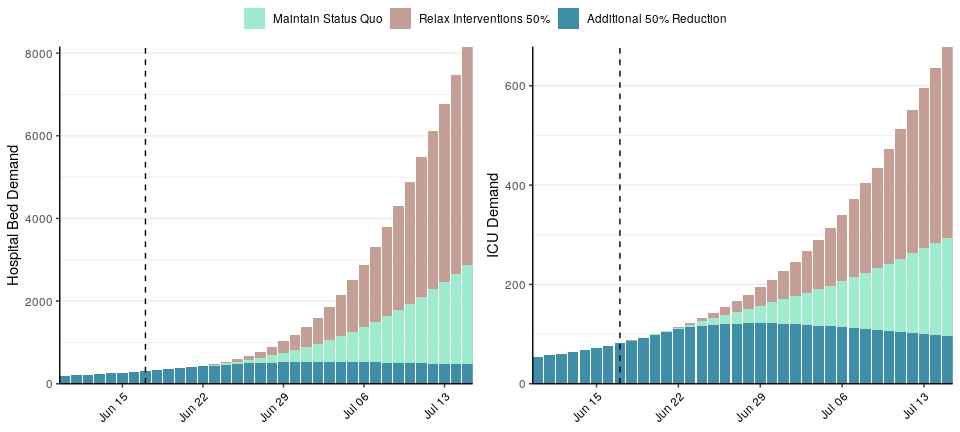 Maintain Status Quo Relax Interventions 50% Additional 50% Reduction
Hospital Bed Demand
8000
6000
4000
2000
0
Jun 15 Jun 22 Jun 29 Jul 06 Jul 13
ICU Demand
600
400
200
0
Jun 15 Jun 22 Jun 29 Jul 06 Jul 13